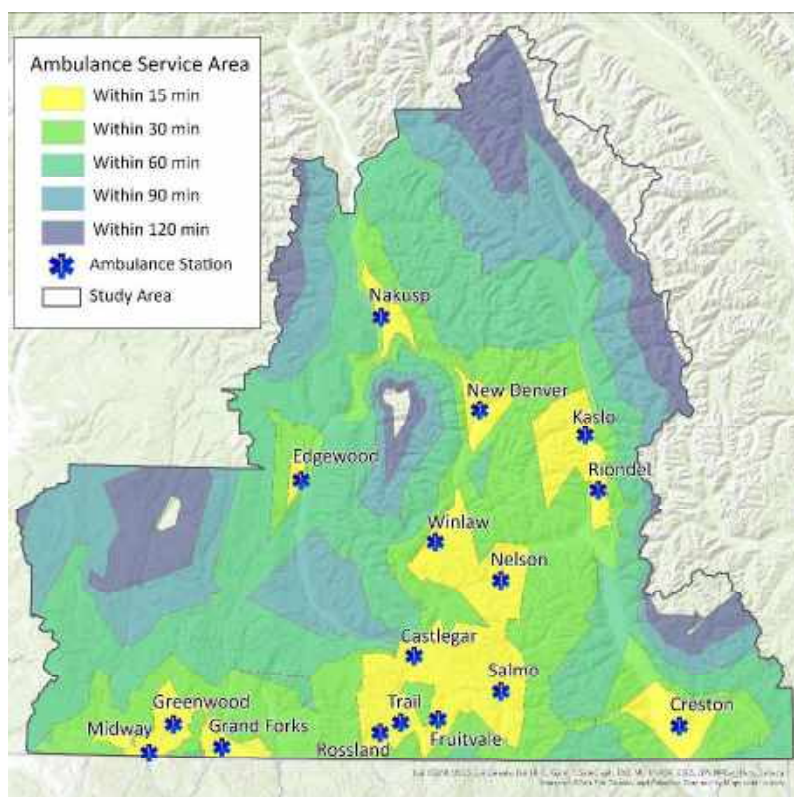 Ambulance Service Area
Within 15 min
Within 30 min
Within 60 min
Within 90 min
Within 120 min
Ambulance Station
Study Area
Nakusp
New Denver
Kaslo
Edgewood
Riondel
Winlaw
Nelson
Castlegar
Salmo
Greenwood
Trail
Creston
Midway
Grand Forks
Rossland
Fruitvale